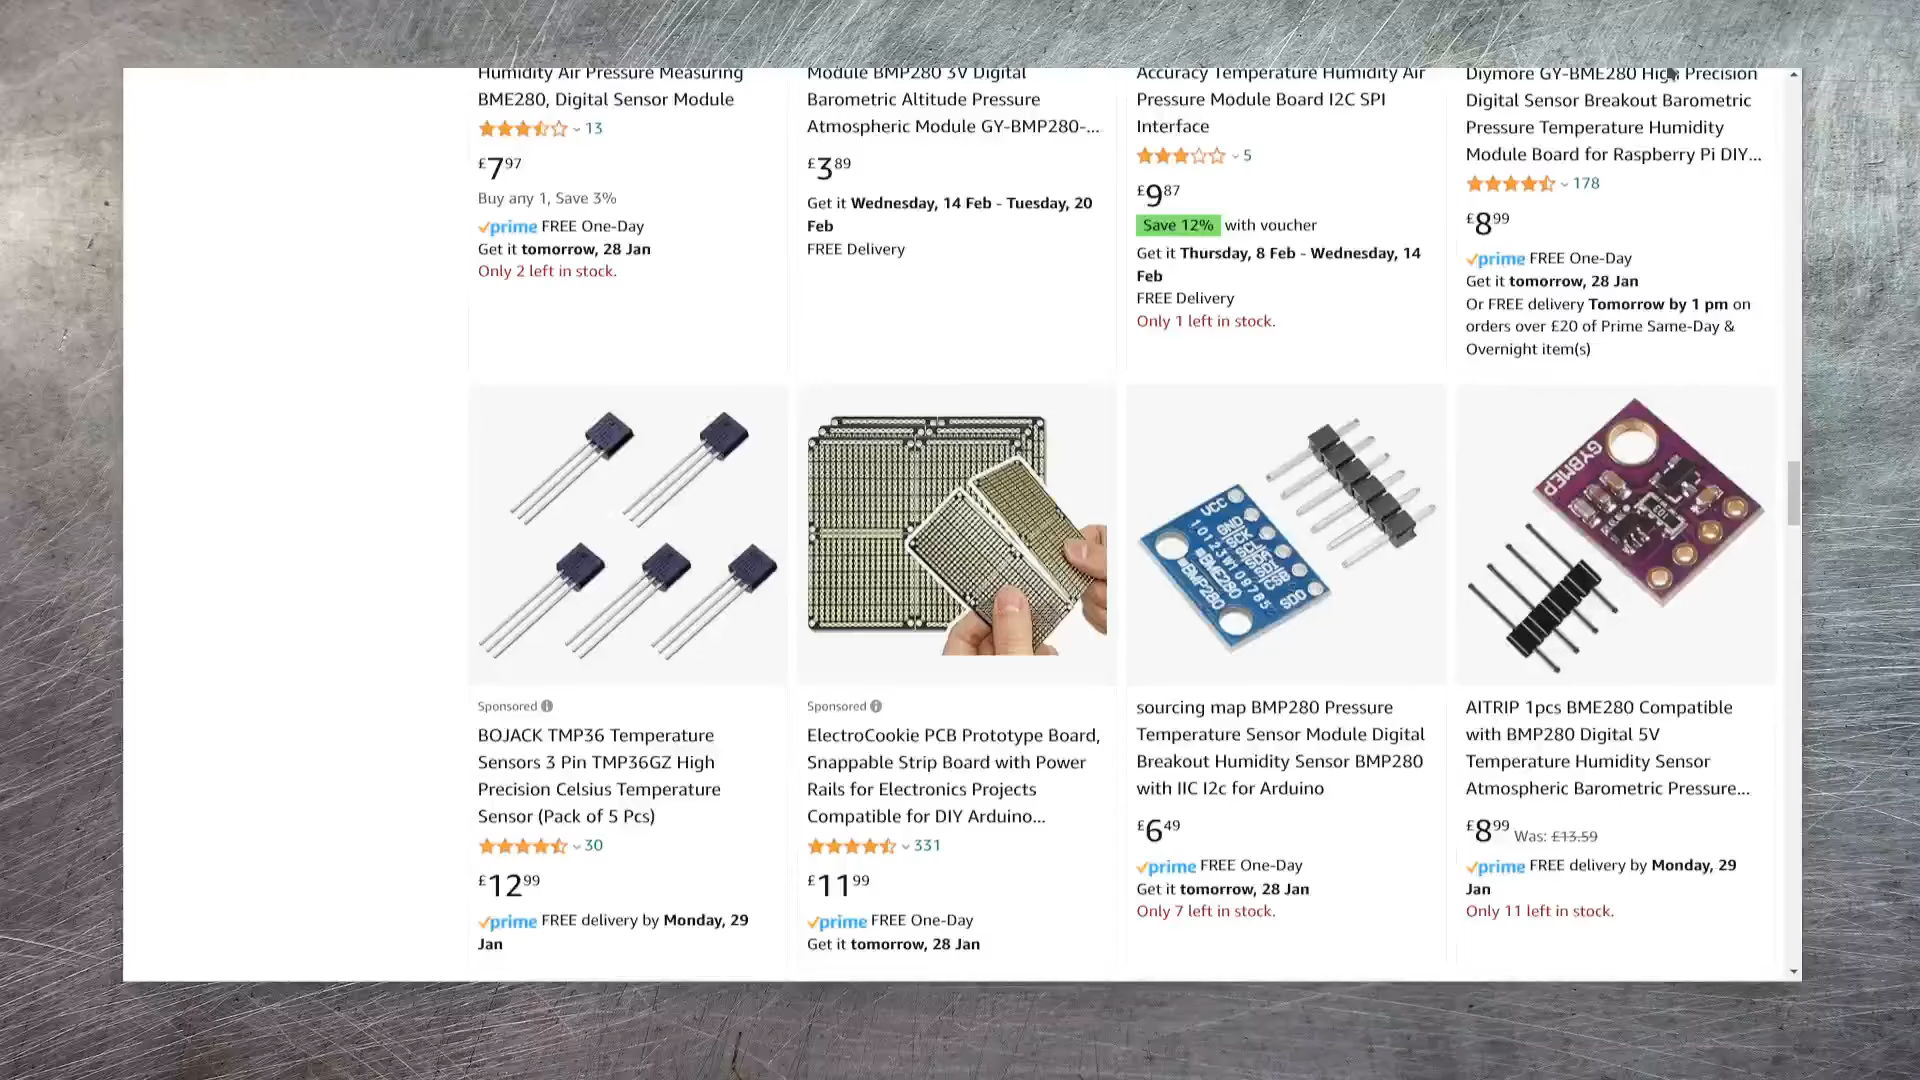 Humidity Air Pressure Measuring
BME280, Digital Sensor Module
13
£7.97
Buy any 1, Save 3%
prime FREE One-Day
Get it tomorrow, 28 Jan
Only 2 left in stock.
Module BMP280 3V Digital
Barometric Altitude Pressure
Atmospheric Module GY-BMP280-...
£3.89
Get it Wednesday, 14 Feb - Tuesday, 20
Feb
FREE Delivery
Accuracy Temperature Humidity Air
Pressure Module Board I2C SPI
Interface
5
£9.87
Save 12% with voucher
Get it Thursday, 8 Feb - Wednesday, 14
Feb
FREE Delivery
Only 1 left in stock.
Diymore GY-BME280 High Precision
Digital Sensor Breakout Barometric
Pressure Temperature Humidity
Module Board for Raspberry Pi DIY...
178
£8.99
prime FREE One-Day
Get it tomorrow, 28 Jan
Or FREE delivery Tomorrow by 1 pm on
orders over £20 of Prime Same-Day &
Overnight item(s)
VCC
GND
BME280
BMP280
SDO
GYBMEP
Sponsored
BOJACK TMP36 Temperature
Sensors 3 Pin TMP36GZ High
Precision Celsius Temperature
Sensor (Pack of 5 Pcs)
30
£12.99
prime FREE delivery by Monday, 29
Jan
Sponsored
ElectroCookie PCB Prototype Board,
Snappable Strip Board with Power
Rails for Electronics Projects
Compatible for DIY Arduino...
331
£11.99
prime FREE One-Day
Get it tomorrow, 28 Jan
sourcing map BMP280 Pressure
Temperature Sensor Module Digital
Breakout Humidity Sensor BMP280
with IIC I2c for Arduino
£6.49
prime FREE One-Day
Get it tomorrow, 28 Jan
Only 7 left in stock.
AITRIP 1pcs BME280 Compatible
with BMP280 Digital 5V
Temperature Humidity Sensor
Atmospheric Barometric Pressure...
£8.99 Was: £13.59
prime FREE delivery by Monday, 29
Jan
Only 11 left in stock.